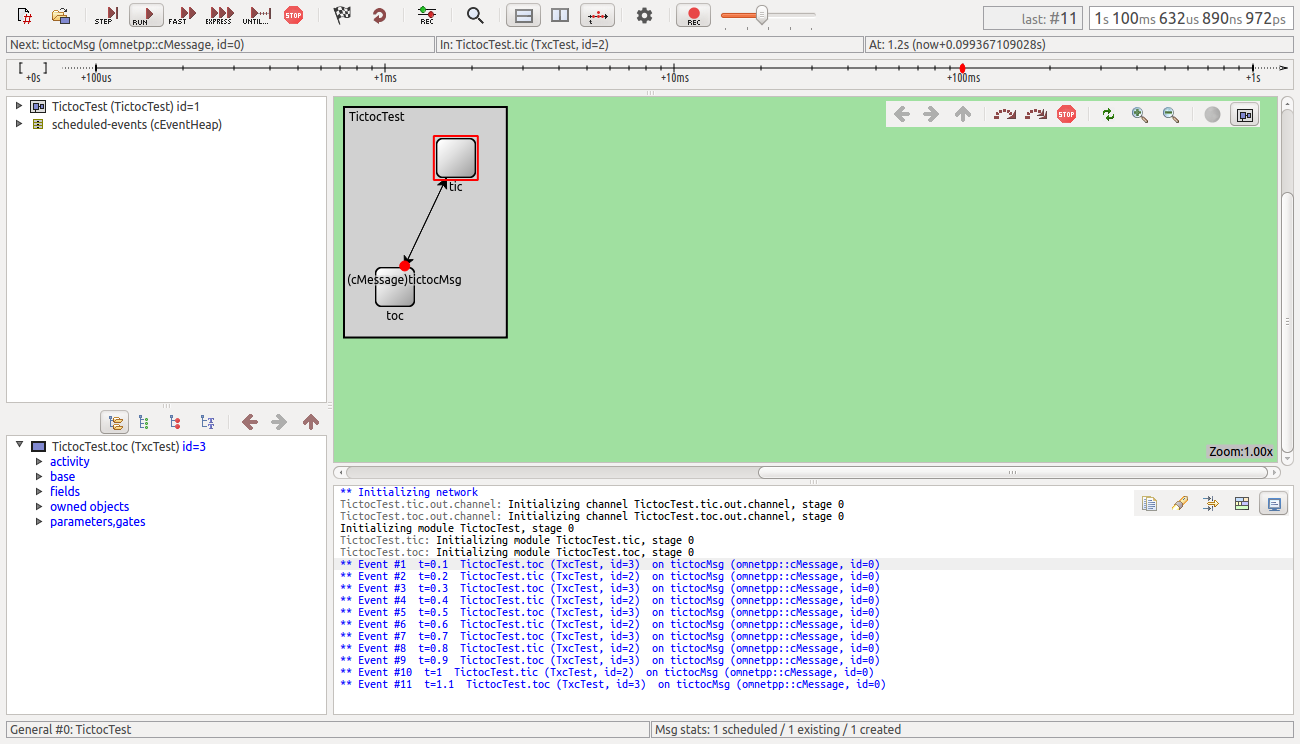 STEP RUN FAST EXPRESS UNTIL... STOP REC REC last: #11 1s 100ms 632us 890ns 972ps
Next: tictocMsg (omnetpp::cMessage, id=0) In: TictocTest.tic (TxcTest, id=2) At: 1.2s (now+0.099367109028s)
[ ]
+0s +100us +1ms +10ms +100ms +1s
TictocTest (TictocTest) id=1
scheduled-events (cEventHeap)
TictocTest
STOP
tic
(cMessage)tictocMsg
toc
Zoom:1.00x
TictocTest.toc (TxcTest) id=3
activity
base
fields
owned objects
parameters,gates
** Initializing network
TictocTest.tic.out.channel: Initializing channel TictocTest.tic.out.channel, stage 0
TictocTest.toc.out.channel: Initializing channel TictocTest.toc.out.channel, stage 0
Initializing module TictocTest, stage 0
TictocTest.tic: Initializing module TictocTest.tic, stage 0
TictocTest.toc: Initializing module TictocTest.toc, stage 0
** Event #1 t=0.1 TictocTest.toc (TxcTest, id=3) on tictocMsg (omnetpp::cMessage, id=0)
** Event #2 t=0.2 TictocTest.tic (TxcTest, id=2) on tictocMsg (omnetpp::cMessage, id=0)
** Event #3 t=0.3 TictocTest.toc (TxcTest, id=3) on tictocMsg (omnetpp::cMessage, id=0)
** Event #4 t=0.4 TictocTest.tic (TxcTest, id=2) on tictocMsg (omnetpp::cMessage, id=0)
** Event #5 t=0.5 TictocTest.toc (TxcTest, id=3) on tictocMsg (omnetpp::cMessage, id=0)
** Event #6 t=0.6 TictocTest.tic (TxcTest, id=2) on tictocMsg (omnetpp::cMessage, id=0)
** Event #7 t=0.7 TictocTest.toc (TxcTest, id=3) on tictocMsg (omnetpp::cMessage, id=0)
** Event #8 t=0.8 TictocTest.tic (TxcTest, id=2) on tictocMsg (omnetpp::cMessage, id=0)
** Event #9 t=0.9 TictocTest.toc (TxcTest, id=3) on tictocMsg (omnetpp::cMessage, id=0)
** Event #10 t=1 TictocTest.tic (TxcTest, id=2) on tictocMsg (omnetpp::cMessage, id=0)
** Event #11 t=1.1 TictocTest.toc (TxcTest, id=3) on tictocMsg (omnetpp::cMessage, id=0)
General #0: TictocTest Msg stats: 1 scheduled / 1 existing / 1 created